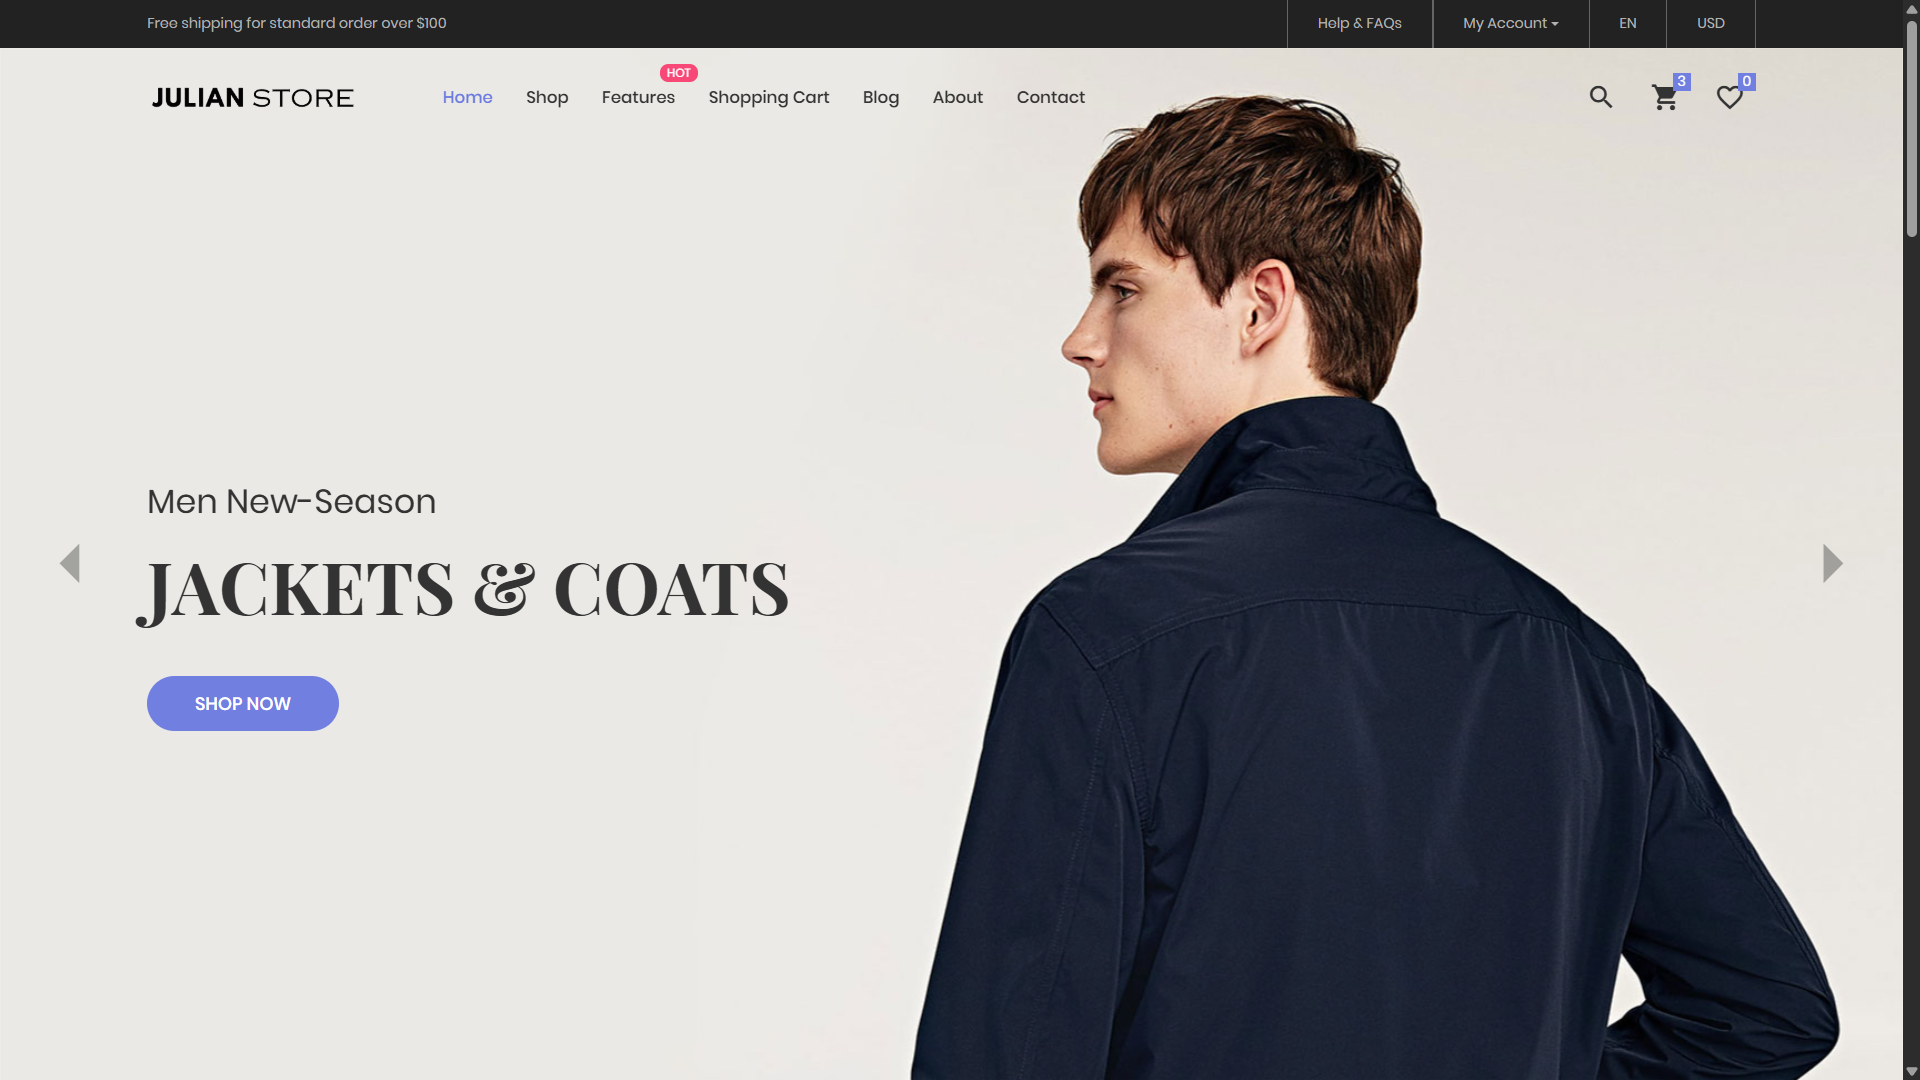 Free shipping for standard order over $100
Help & FAQs
My Account
EN
USD
JULIAN STORE
Home
Shop
Features
HOT
Shopping Cart
Blog
About
Contact
3
0
Men New-Season
JACKETS & COATS
SHOP NOW